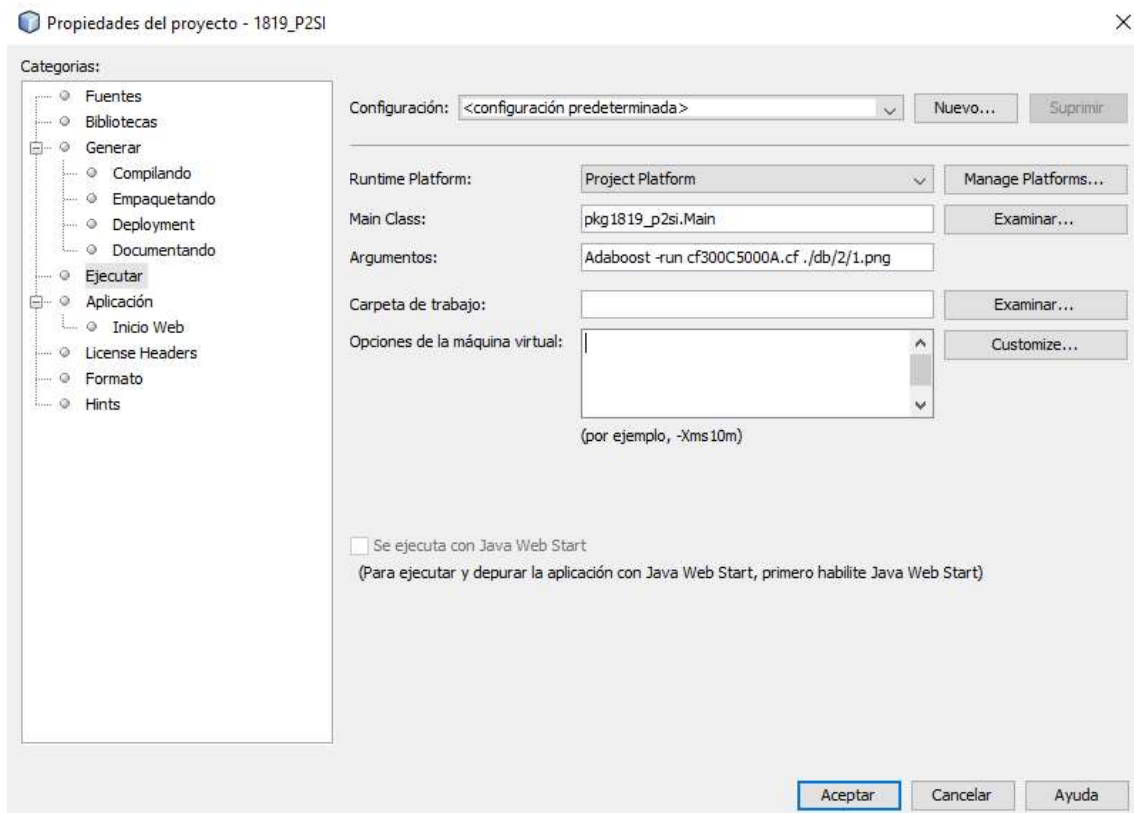 Propiedades del proyecto - 1819_P2SI
Categorias:
Fuentes
Bibliotecas
Generar
Compilando
Empaquetando
Deployment
Documentando
Ejecutar
Aplicación
Inicio Web
License Headers
Formato
Hints
Configuración: <configuración predeterminada> Nuevo... Suprimir
Runtime Platform: Project Platform Manage Platforms...
Main Class: pkg1819_p2si.Main Examinar...
Argumentos: Adaboost -run cf300C5000A.cf ./db/2/1.png
Carpeta de trabajo: Examinar...
Opciones de la máquina virtual: Customize...
(por ejemplo, -Xms10m)
Se ejecuta con Java Web Start
(Para ejecutar y depurar la aplicación con Java Web Start, primero habilite Java Web Start)
Aceptar Cancelar Ayuda